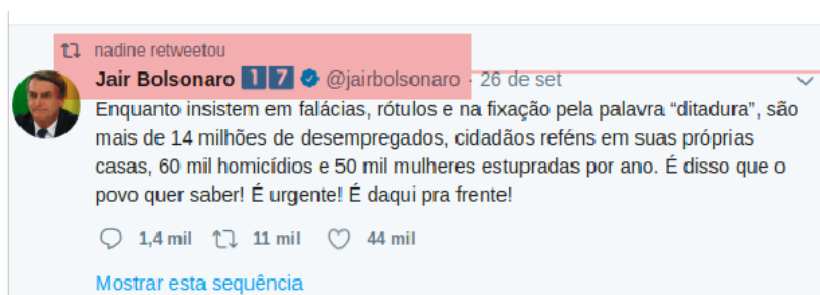 nadine retweetou
Jair Bolsonaro 1️⃣7️⃣ @jairbolsonaro · 26 de set
Enquanto insistem em falácias, rótulos e na fixação pela palavra “ditadura”, são
mais de 14 milhões de desempregados, cidadãos reféns em suas próprias
casas, 60 mil homicídios e 50 mil mulheres estupradas por ano. É disso que o
povo quer saber! É urgente! É daqui pra frente!
1,4 mil 11 mil 44 mil
Mostrar esta sequência